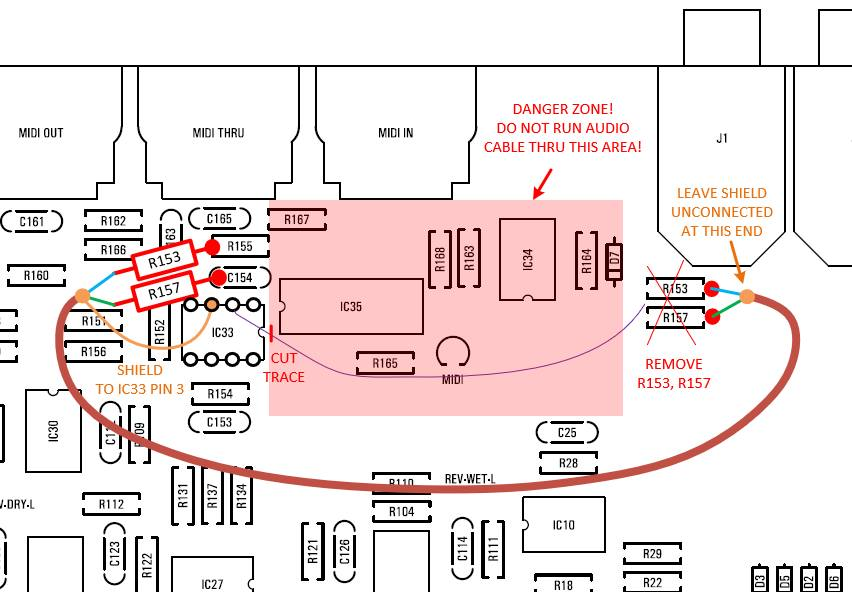 MIDI OUT
MIDI THRU
MIDI IN
DANGER ZONE!
DO NOT RUN AUDIO
CABLE THRU THIS AREA!
J1
LEAVE SHIELD
UNCONNECTED
AT THIS END
C161
R162
63
C165
R167
R166
R153
R155
R160
R157
C154
R168
R163
IC34
R164
D7
R153
R157
IC35
R151
R152
IC33
R156
CUT
TRACE
R165
MIDI
REMOVE
R153, R157
SHIELD
TO IC33 PIN 3
R154
C153
IC30
C1
09
C25
R28
R131
R137
R134
R110
REV-WET-L
V-DRY-L
R112
R104
IC10
C123
R122
R121
C126
C114
R111
R29
R22
IC27
R18
D3
D5
D2
D6